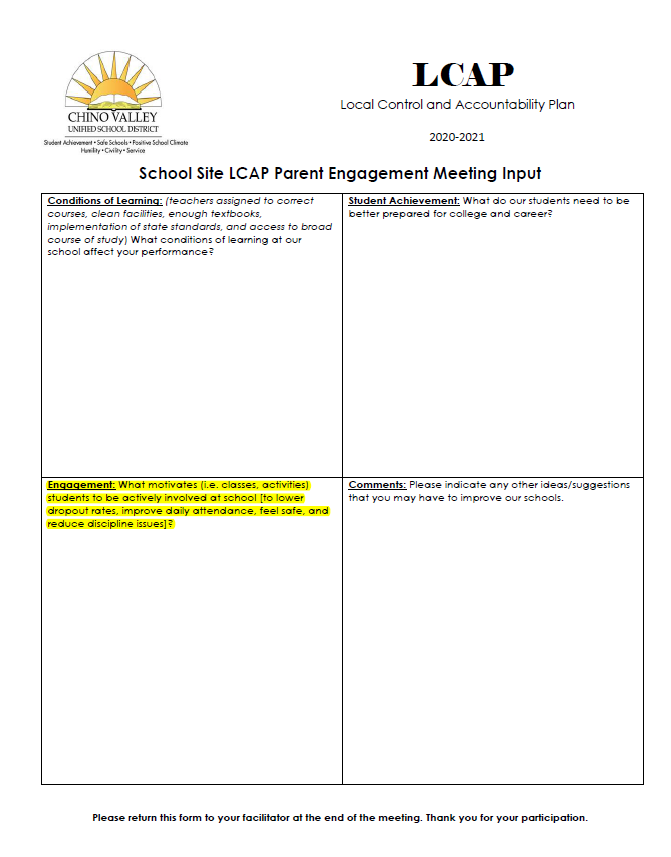 CHINO VALLEY
UNIFIED SCHOOL DISTRICT
Student Achievement • Safe Schools • Positive School Climate
Humility • Civility • Service
LCAP
Local Control and Accountability Plan
2020-2021
School Site LCAP Parent Engagement Meeting Input
Conditions of Learning: (teachers assigned to correct
courses, clean facilities, enough textbooks,
implementation of state standards, and access to broad
course of study) What conditions of learning at our
school affect your performance?
Student Achievement: What do our students need to be
better prepared for college and career?
Engagement: What motivates (i.e. classes, activities)
students to be actively involved at school [to lower
dropout rates, improve daily attendance, feel safe, and
reduce discipline issues]?
Comments: Please indicate any other ideas/suggestions
that you may have to improve our schools.
Please return this form to your facilitator at the end of the meeting. Thank you for your participation.